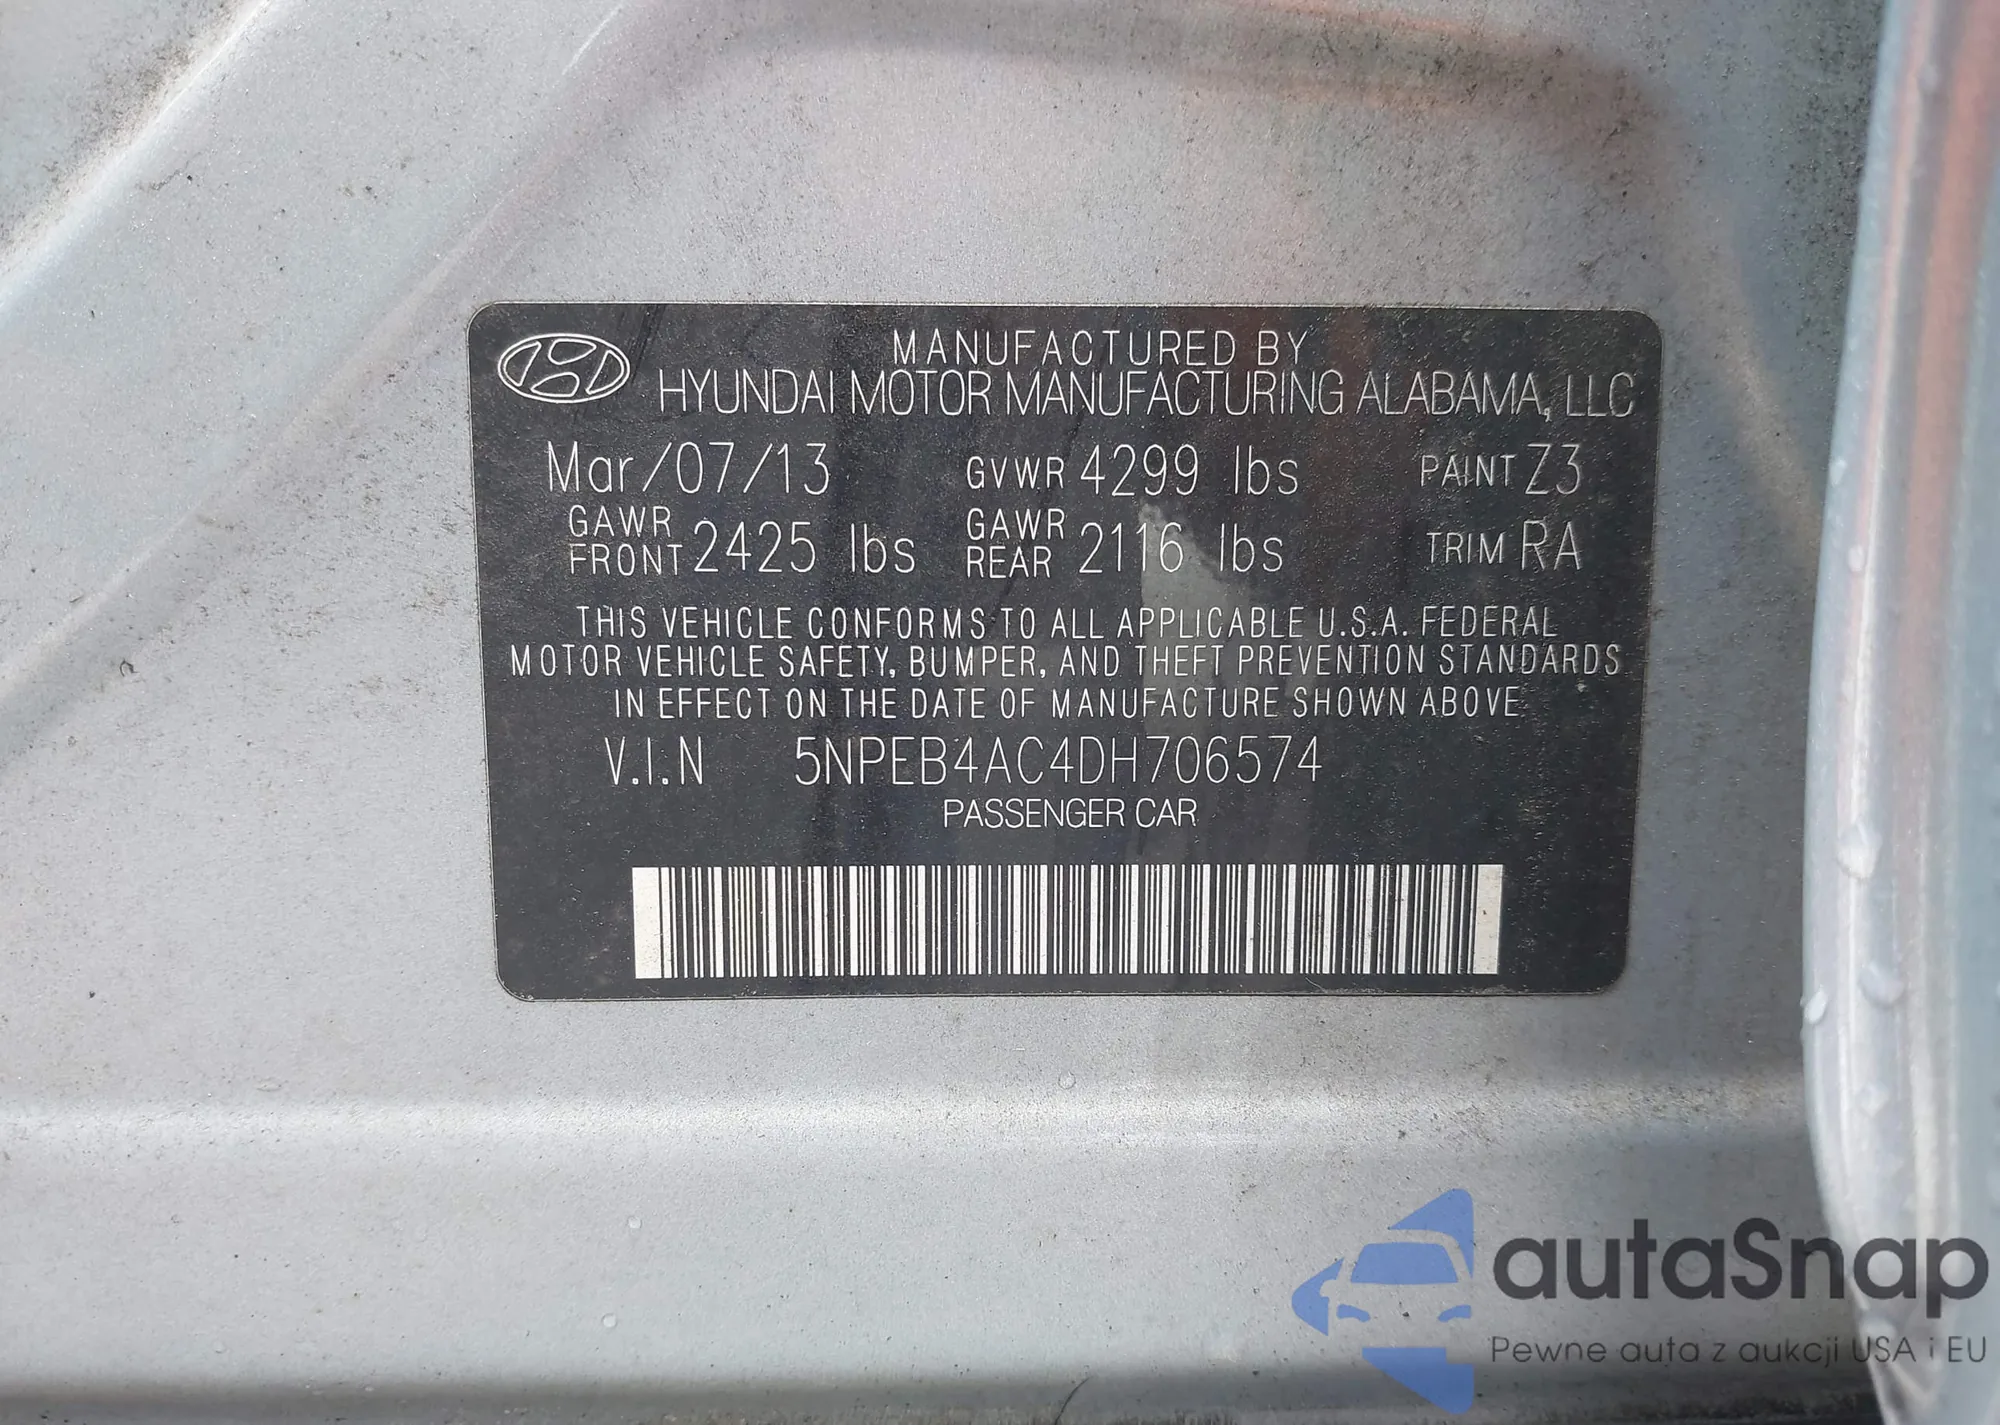 MANUFACTURED BY
HYUNDAI MOTOR MANUFACTURING ALABAMA, LLC
Mar/07/13 GVWR 4299 lbs PAINT Z3
GAWR FRONT 2425 lbs GAWR REAR 2116 lbs TRIM RA
THIS VEHICLE CONFORMS TO ALL APPLICABLE U.S.A. FEDERAL
MOTOR VEHICLE SAFETY, BUMPER, AND THEFT PREVENTION STANDARDS
IN EFFECT ON THE DATE OF MANUFACTURE SHOWN ABOVE
V.I.N 5NPEB4AC4DH706574
PASSENGER CAR
autaSnap
Pewne auta z aukcji USA i EU